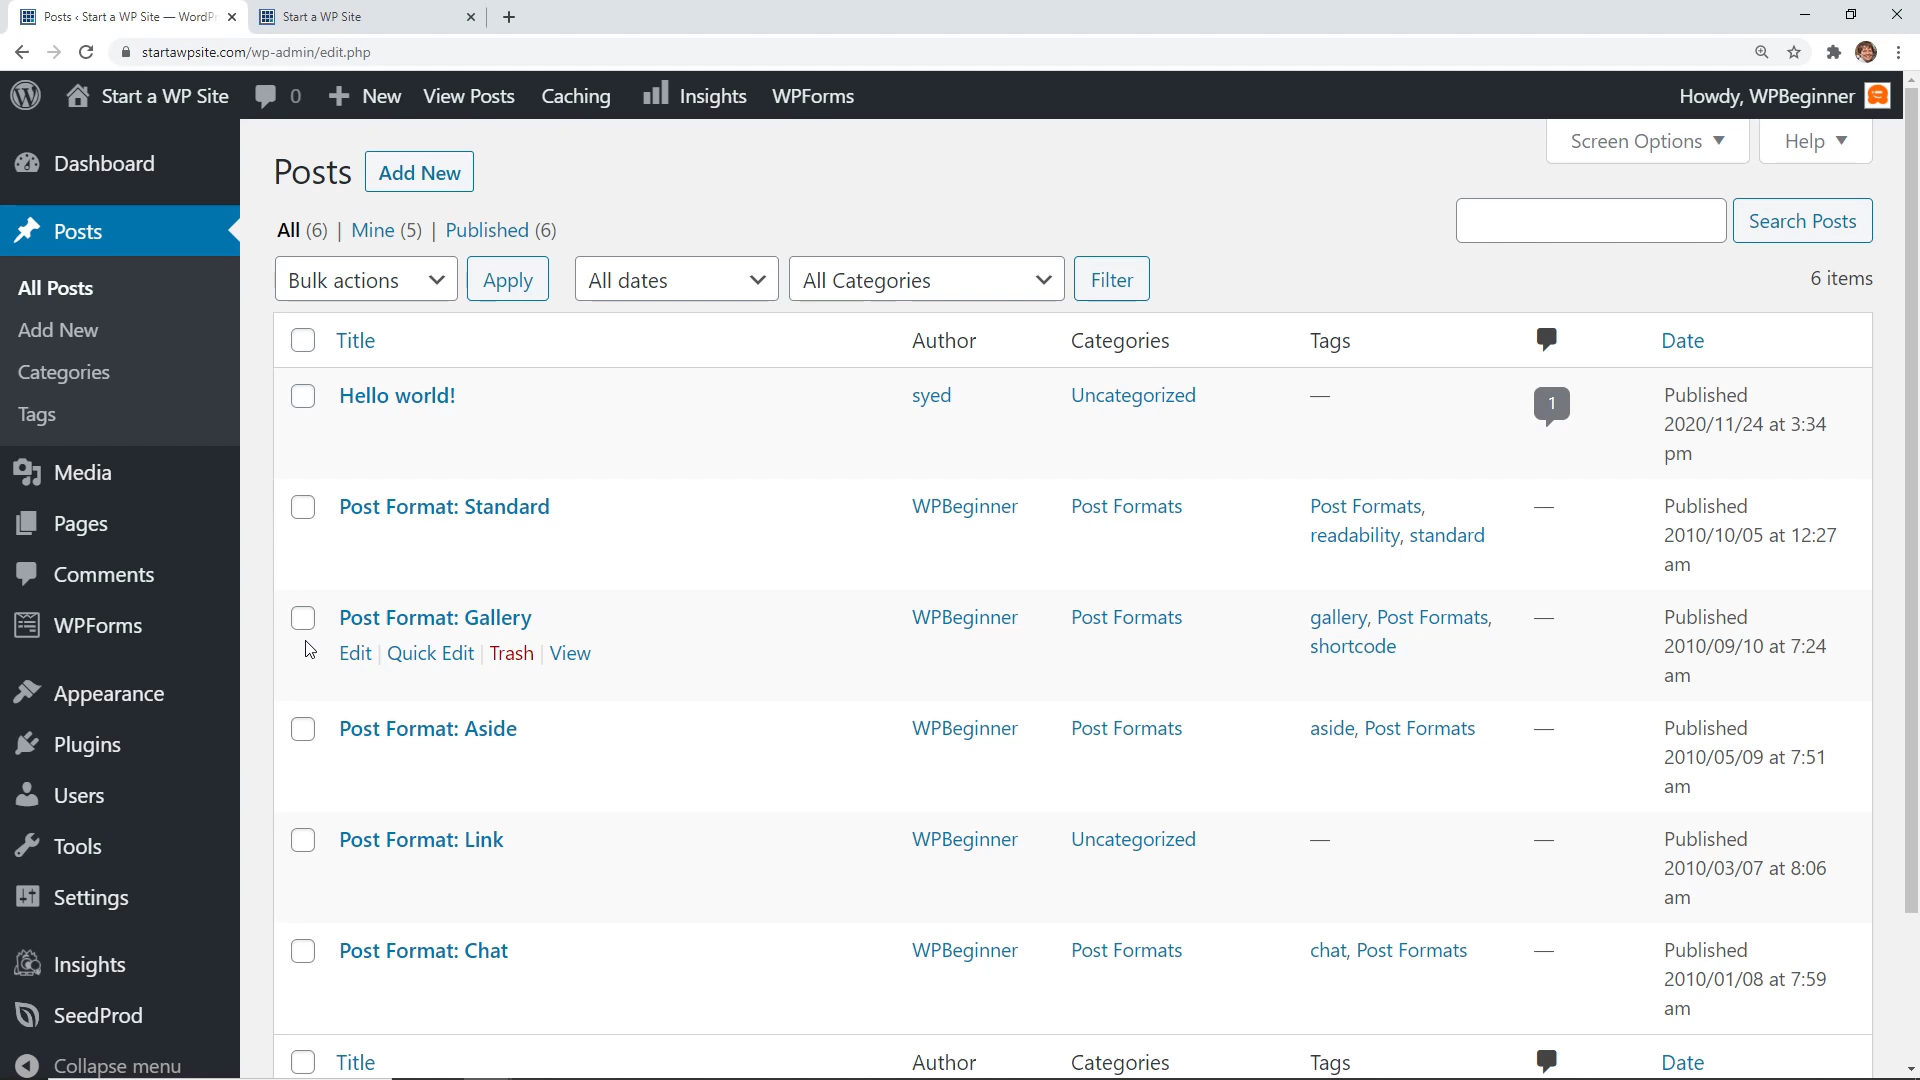 Posts ‹ Start a WP Site — WordP
Start a WP Site
startawpsite.com/wp-admin/edit.php
Start a WP Site 0 New View Posts Caching Insights WPForms Howdy, WPBeginner
Dashboard
Posts
All Posts
Add New
Categories
Tags
Media
Pages
Comments
WPForms
Appearance
Plugins
Users
Tools
Settings
Insights
SeedProd
Collapse menu
Screen Options Help
Posts Add New
All (6) | Mine (5) | Published (6)
Search Posts
Bulk actions Apply All dates All Categories Filter 6 items
Title Author Categories Tags Date
Hello world! syed Uncategorized — 1 Published
2020/11/24 at 3:34
pm
Post Format: Standard WPBeginner Post Formats Post Formats, — Published
readability, standard 2010/10/05 at 12:27
am
Post Format: Gallery WPBeginner Post Formats gallery, Post Formats, — Published
Edit | Quick Edit | Trash | View shortcode 2010/09/10 at 7:24
am
Post Format: Aside WPBeginner Post Formats aside, Post Formats — Published
2010/05/09 at 7:51
am
Post Format: Link WPBeginner Uncategorized — — Published
2010/03/07 at 8:06
am
Post Format: Chat WPBeginner Post Formats chat, Post Formats — Published
2010/01/08 at 7:59
am
Title Author Categories Tags Date